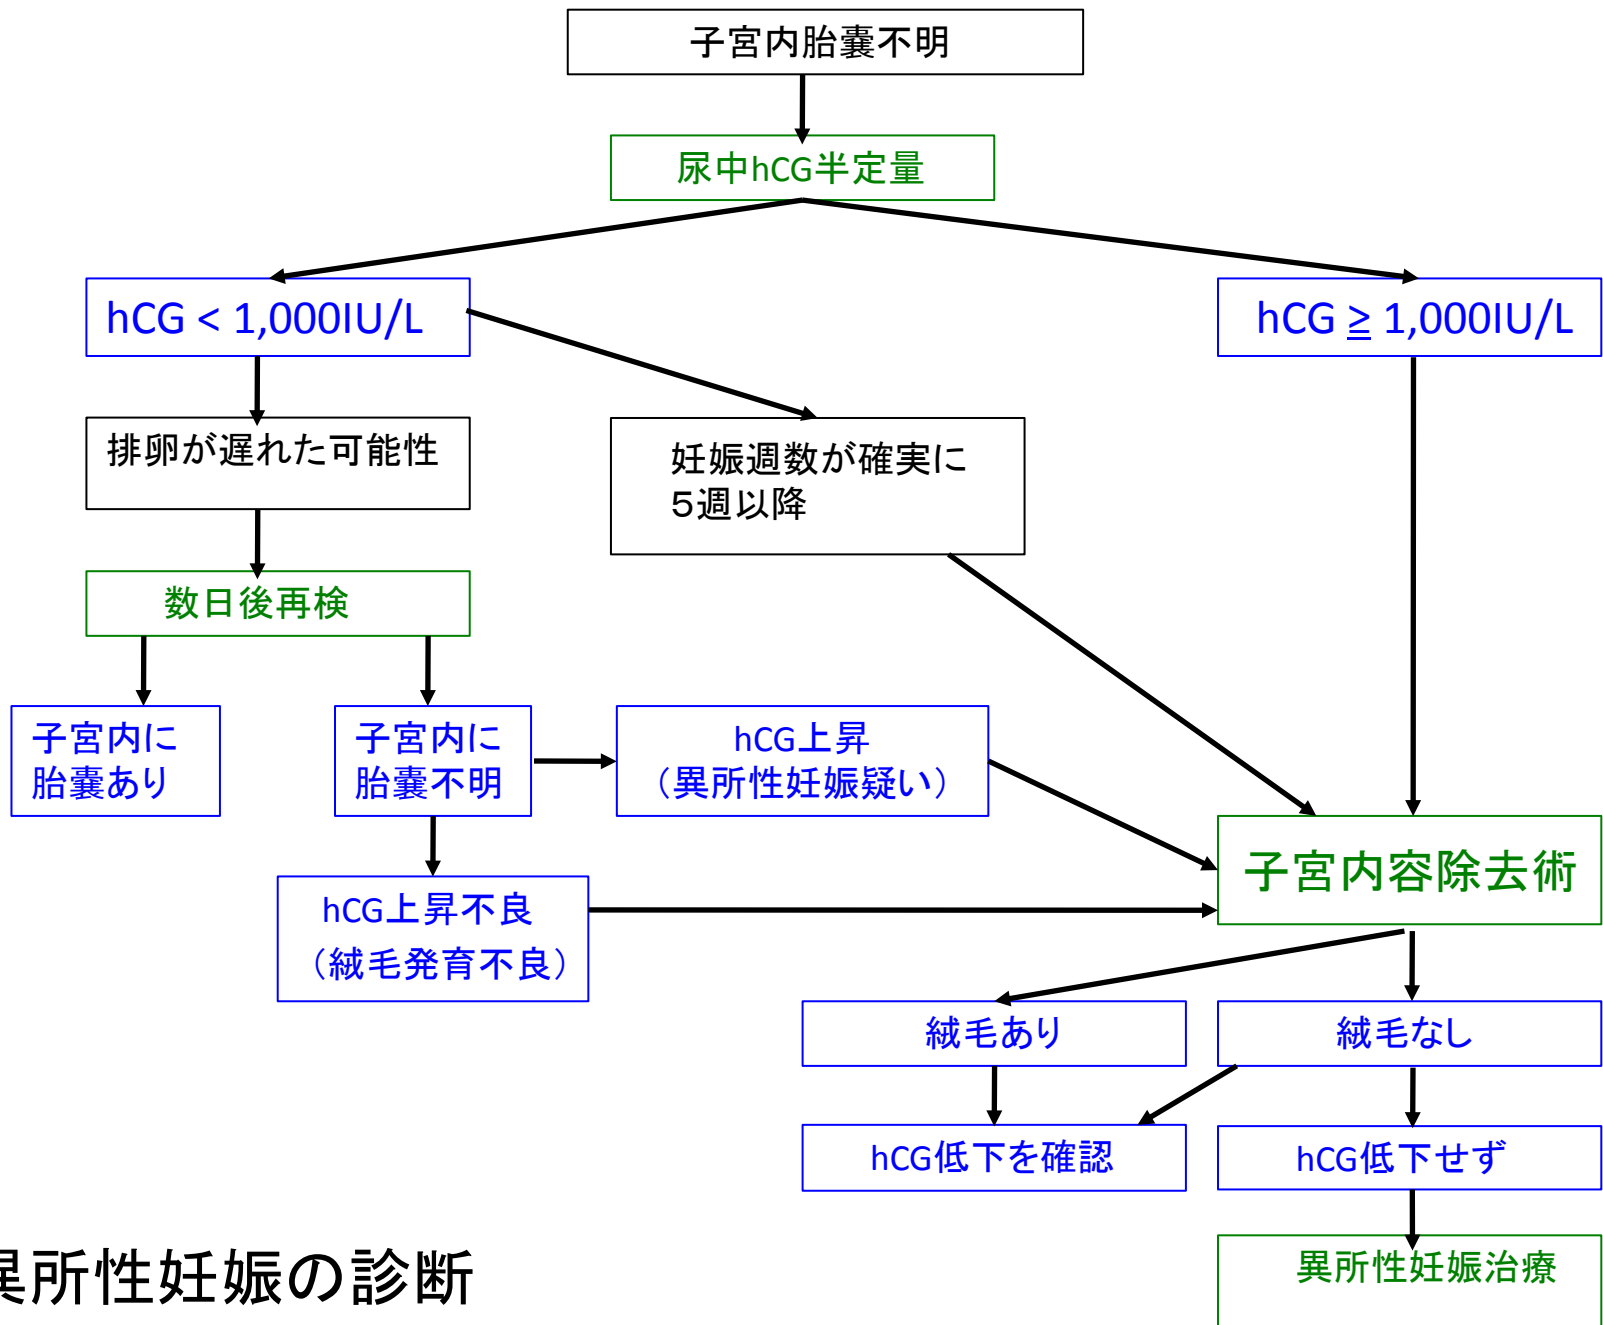 子宮内胎嚢不明
尿中hCG半定量
hCG < 1,000IU/L
hCG ≧ 1,000IU/L
排卵が遅れた可能性
妊娠週数が確実に
5週以降
数日後再検
子宮内に
胎嚢あり
子宮内に
胎嚢不明
hCG上昇
（異所性妊娠疑い）
子宮内容除去術
hCG上昇不良
（絨毛発育不良）
絨毛あり
絨毛なし
hCG低下を確認
hCG低下せず
異所性妊娠治療
異所性妊娠の診断